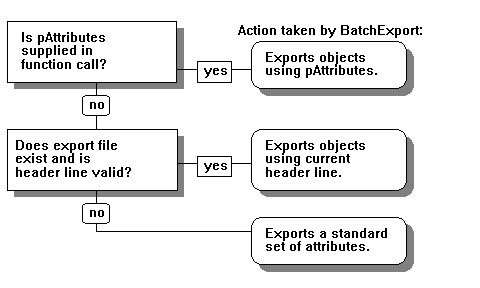 Is pAttributes
supplied in
function call?
Action taken by BatchExport:
yes
Exports objects
using pAttributes.
no
Does export file
exist and is
header line valid?
yes
Exports objects
using current
header line.
no
Exports a standard
set of attributes.